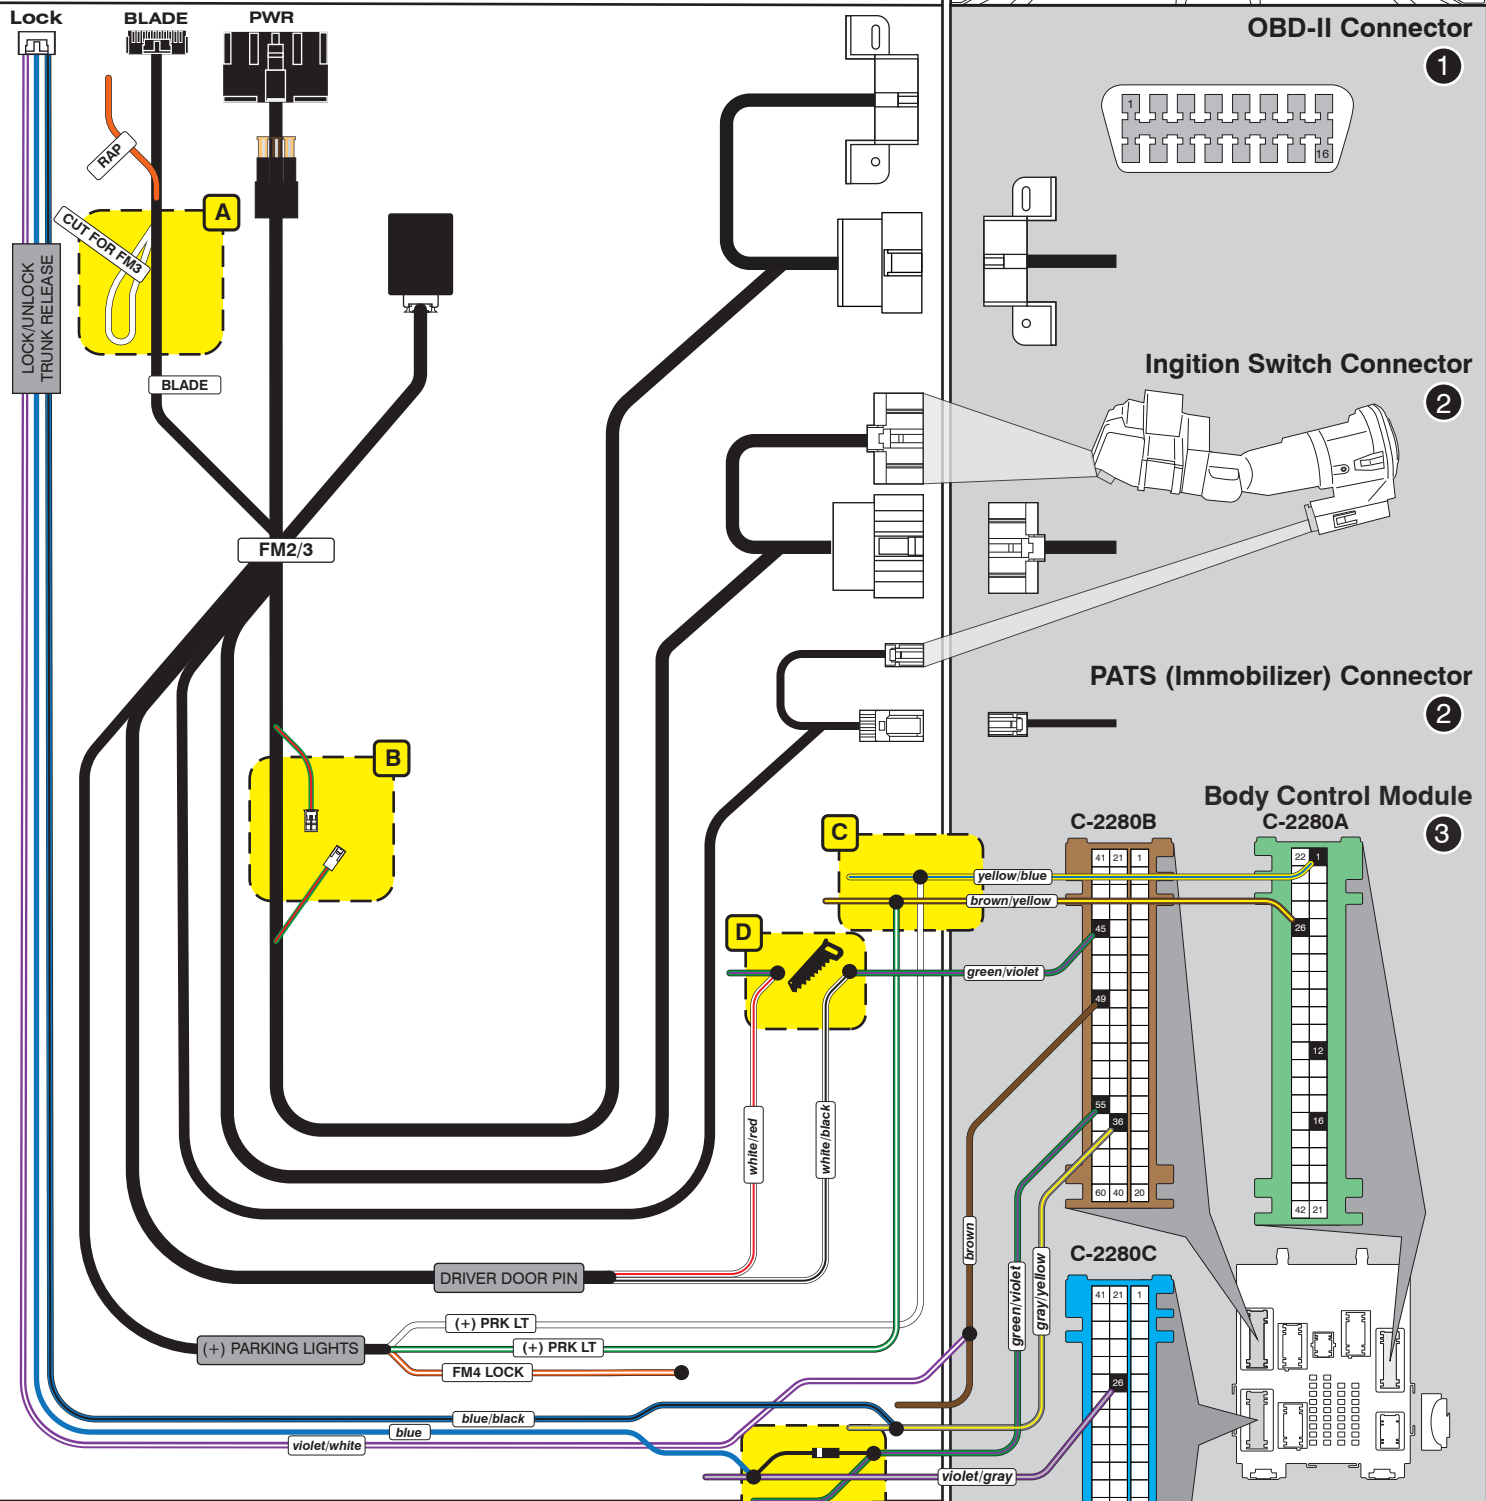 Lock
BLADE
PWR
OBD-II Connector
1
1
16
RAP
A
CUT FOR FM3
LOCK/UNLOCK
TRUNK RELEASE
BLADE
Ingition Switch Connector
2
FM2/3
PATS (Immobilizer) Connector
2
B
Body Control Module
3
C-2280B
C-2280A
C
41 21 1
22 1
yellow/blue
brown/yellow
45
26
D
green/violet
49
12
55
36
16
white/red
white/black
60 40 20
42 21
brown
green/violet
gray/yellow
C-2280C
DRIVER DOOR PIN
41 21 1
(+) PRK LT
(+) PARKING LIGHTS
(+) PRK LT
FM4 LOCK
26
blue/black
blue
violet/white
violet/gray